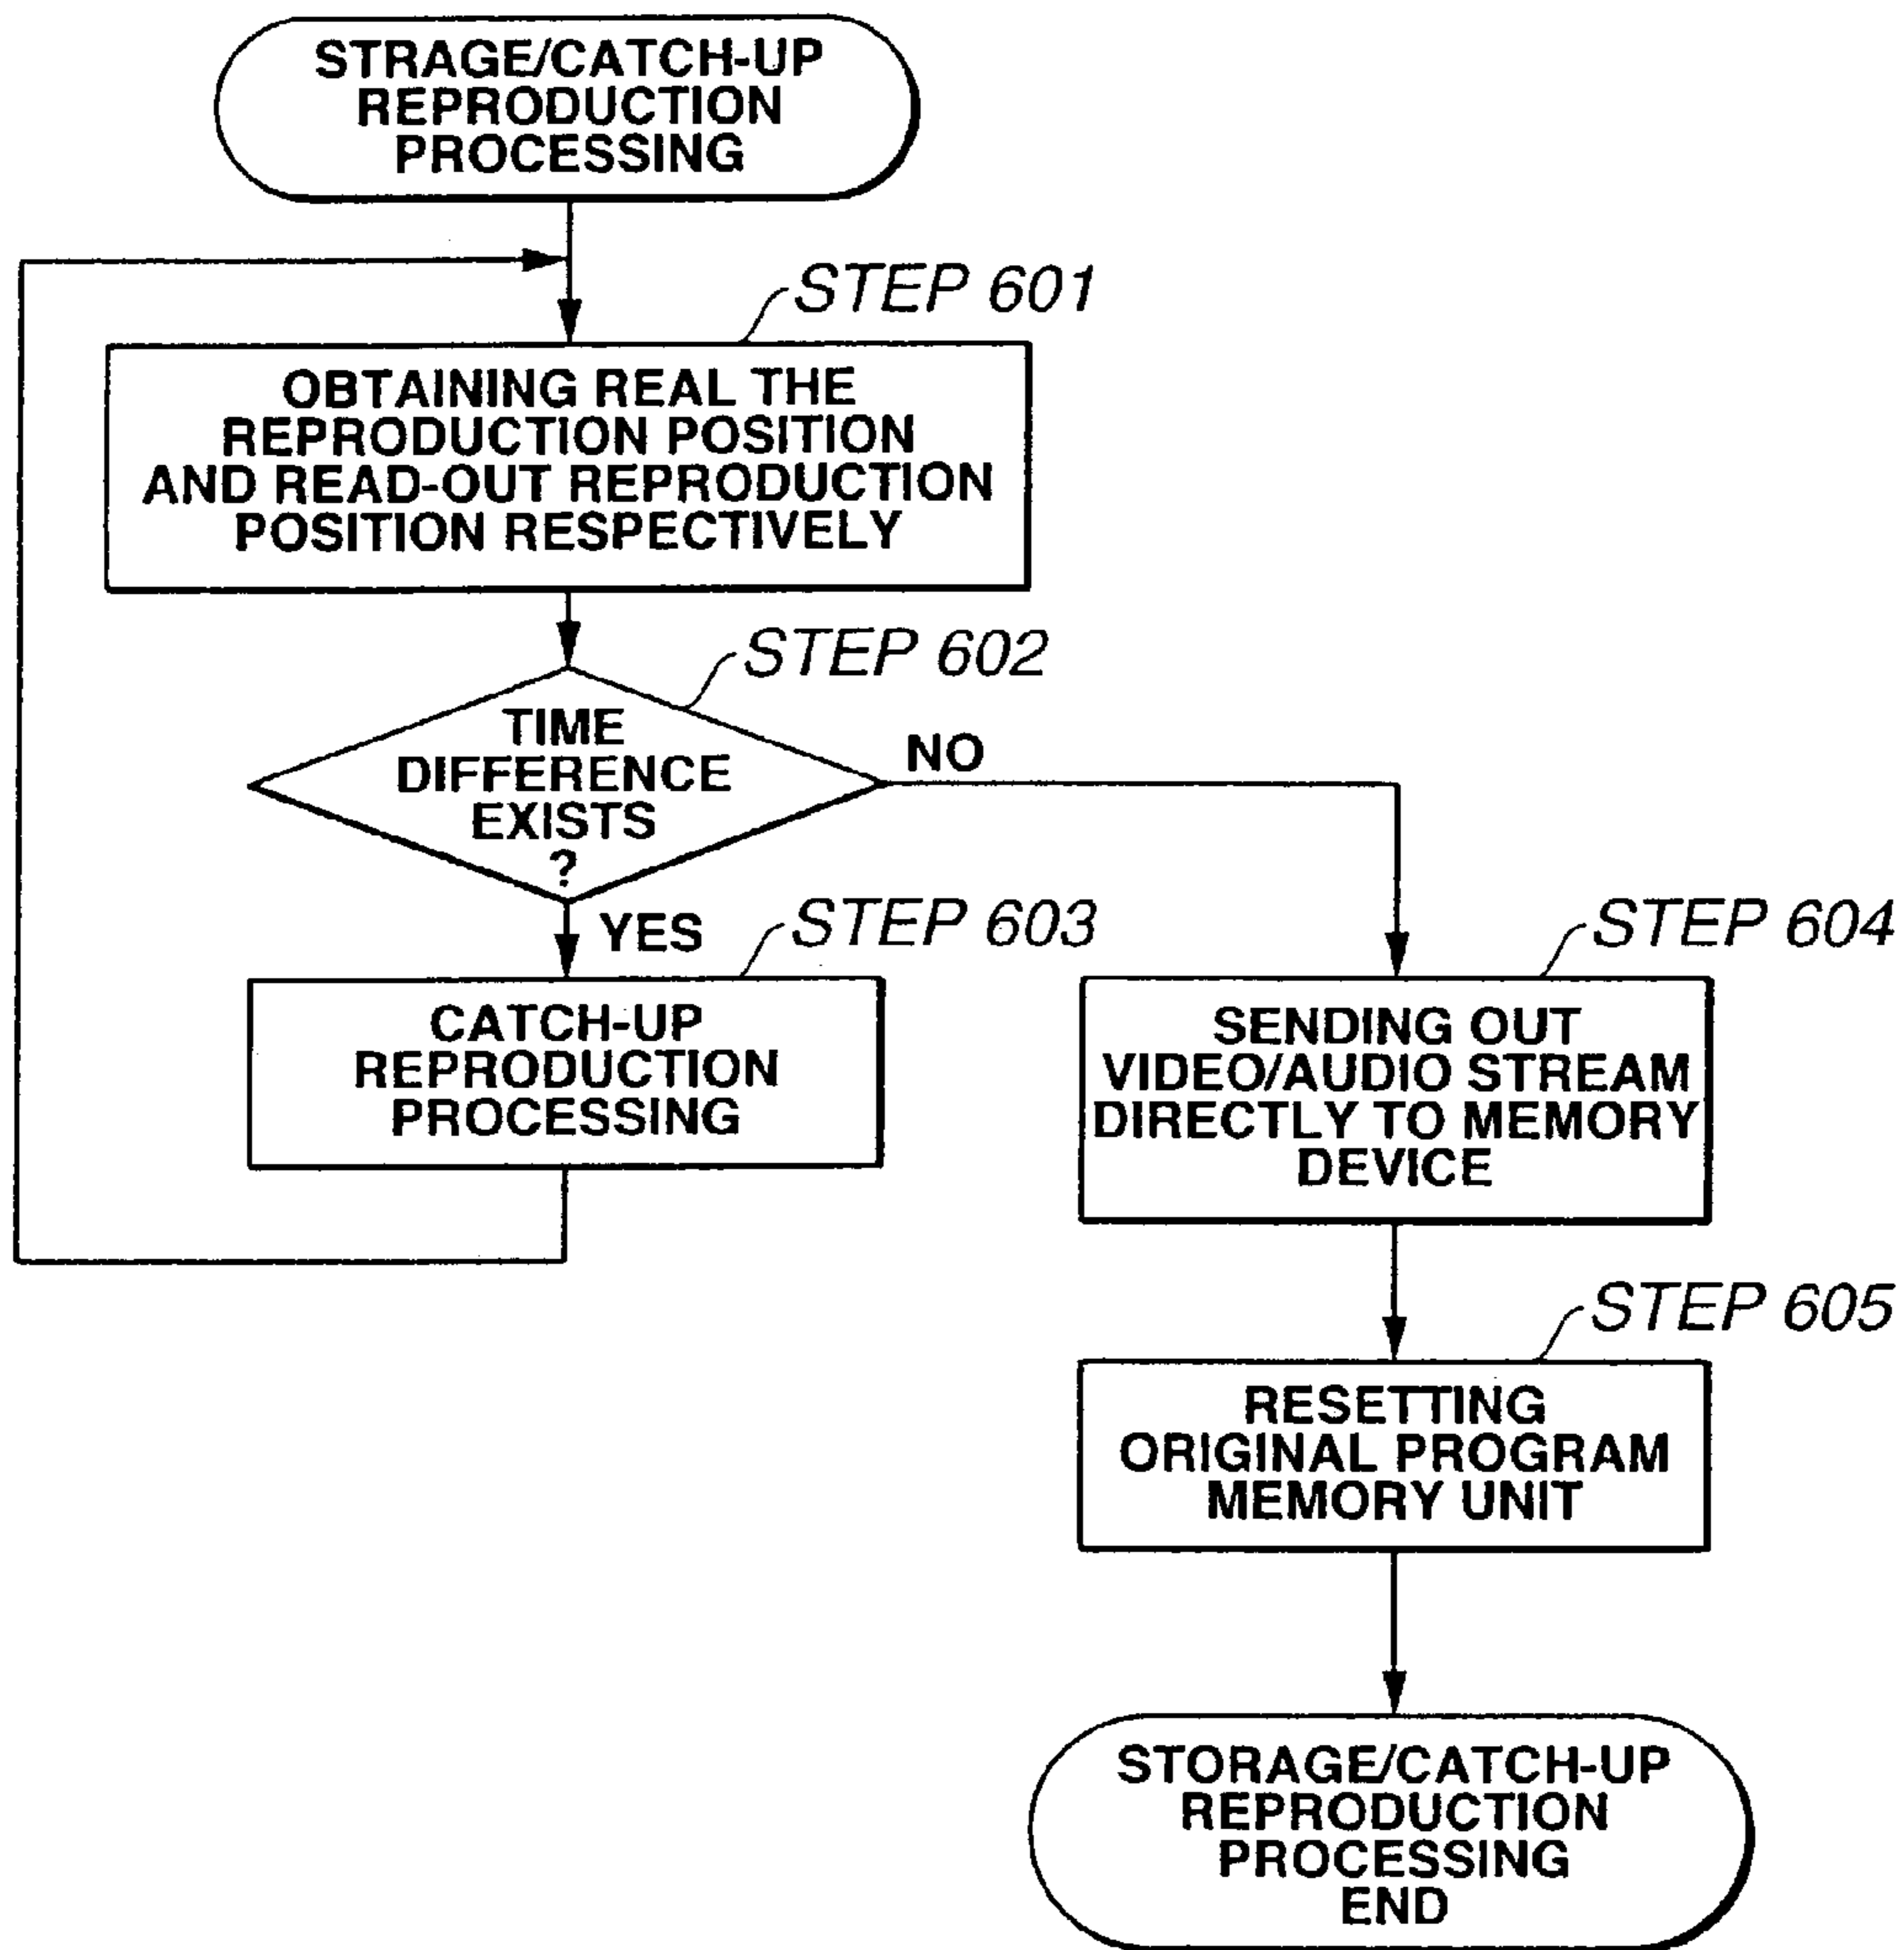 STRAGE/CATCH-UP
REPRODUCTION
PROCESSING
STEP 601
OBTAINING REAL THE
REPRODUCTION POSITION
AND READ-OUT REPRODUCTION
POSITION RESPECTIVELY
STEP 602
TIME
DIFFERENCE
EXISTS
?
NO
YES
STEP 603
CATCH-UP
REPRODUCTION
PROCESSING
STEP 604
SENDING OUT
VIDEO/AUDIO STREAM
DIRECTLY TO MEMORY
DEVICE
STEP 605
RESETTING
ORIGINAL PROGRAM
MEMORY UNIT
STORAGE/CATCH-UP
REPRODUCTION
PROCESSING
END